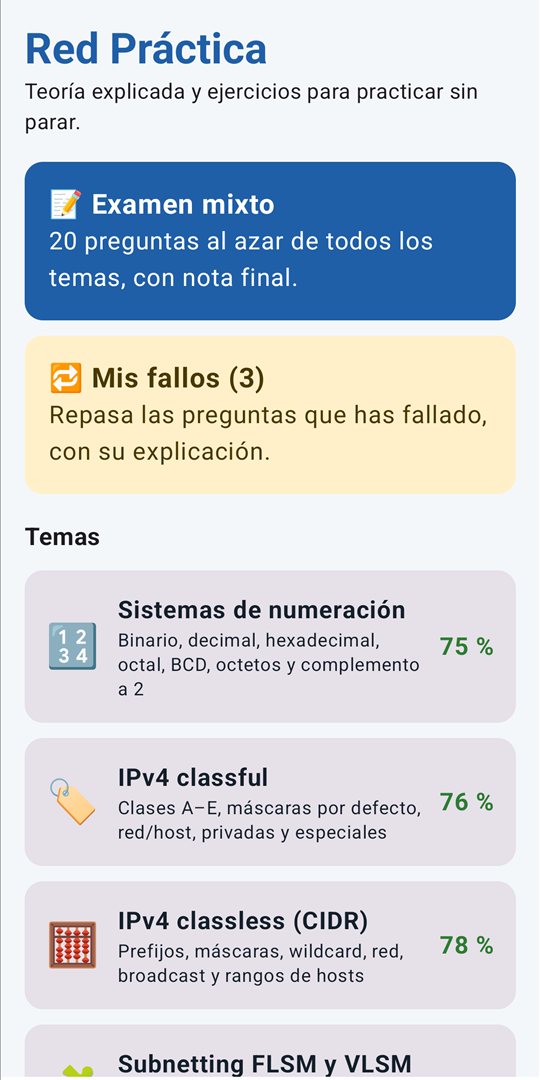 Red Práctica
Teoría explicada y ejercicios para practicar sin
parar.
📝 Examen mixto
20 preguntas al azar de todos los
temas, con nota final.
🔁 Mis fallos (3)
Repasa las preguntas que has fallado,
con su explicación.
Temas
Sistemas de numeración
Binario, decimal, hexadecimal,
octal, BCD, octetos y complemento
a 2
75 %
IPv4 classful
Clases A–E, máscaras por defecto,
red/host, privadas y especiales
76 %
IPv4 classless (CIDR)
Prefijos, máscaras, wildcard, red,
broadcast y rangos de hosts
78 %
Subnetting FLSM y VLSM